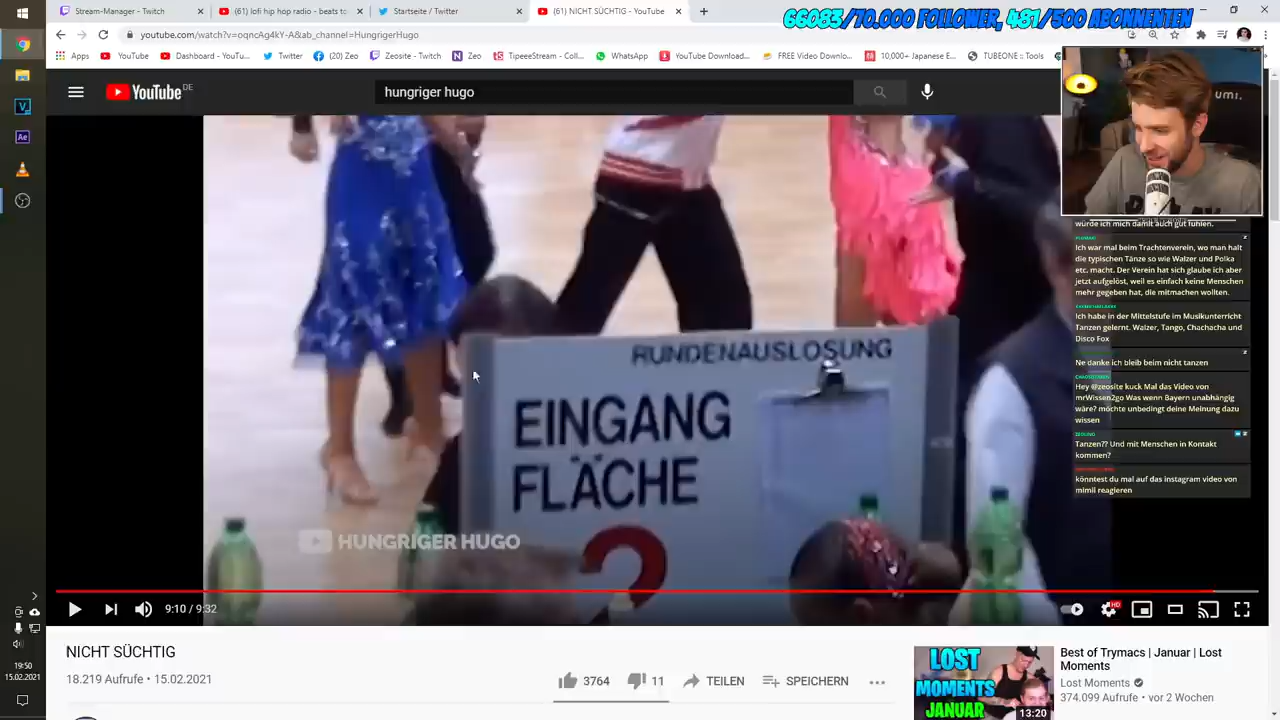 66083/70.000 FOLLOWER, 481/500 ABONNENTEN
Stream-Manager - Twitch
(61) lofi hip hop radio - beats to
Startseite / Twitter
(61) NICHT SÜCHTIG - YouTube
youtube.com/watch?v=oqncAg4kY-A&ab_channel=HungrigerHugo
Apps
YouTube
Dashboard - YouTu...
Twitter
(20) Zeo
Zeosite - Twitch
Zeo
TipeeeStream - Coll...
WhatsApp
YouTube Download...
FREE Video Downlo...
10,000+ Japanese E...
TUBEONE :: Tools
YouTube DE
hungriger hugo
umi.
würde ich mich damit auch gut fühlen.
Ich war mal beim Trachtenverein, wo man halt
die typischen Tänze so wie Walzer und Polka
etc. macht. Der Verein hat sich glaube ich aber
jetzt aufgelöst, weil es einfach keine Menschen
mehr gegeben hat, die mitmachen wollten.
Ich habe in der Mittelstufe im Musikunterricht
Tanzen gelernt. Walzer, Tango, Chachacha und
Disco Fox
Ne danke ich bleib beim nicht tanzen
Hey @zeosite kuck Mal das Video von
mrWissen2go Was wenn Bayern unabhängig
wäre? möchte unbedingt deine Meinung dazu
wissen
Tanzen?? Und mit Menschen in Kontakt
kommen?
könntest du mal auf das instagram video von
mimii reagieren
RUNDENAUSLOSUNG
EINGANG
FLÄCHE
2
HUNGRIGER HUGO
9:10 / 9:32
HD
NICHT SÜCHTIG
18.219 Aufrufe • 15.02.2021
3764
11
TEILEN
SPEICHERN
LOST
MOMENTS
JANUAR
13:20
Best of Trymacs | Januar | Lost
Moments
Lost Moments
374.099 Aufrufe • vor 2 Wochen
19:50
15.02.2021